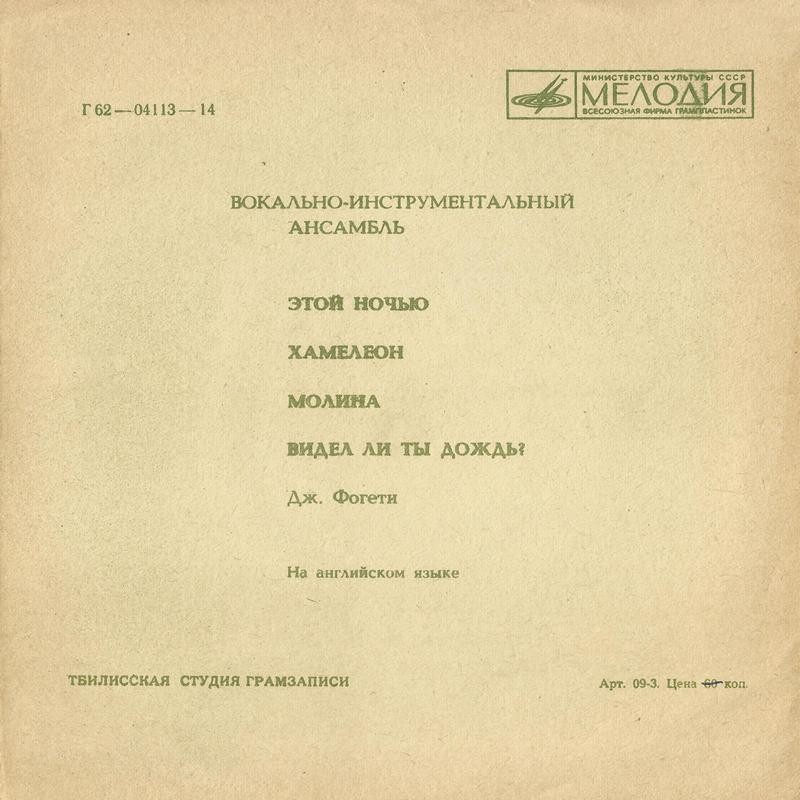 Г 62—04113—14
МИНИСТЕРСТВО КУЛЬТУРЫ СССР
МЕЛОДИЯ
ВСЕСОЮЗНАЯ ФИРМА ГРАМПЛАСТИНОК
ВОКАЛЬНО-ИНСТРУМЕНТАЛЬНЫЙ
АНСАМБЛЬ
ЭТОЙ НОЧЬЮ
ХАМЕЛЕОН
МОЛИНА
ВИДЕЛ ЛИ ТЫ ДОЖДЬ?
Дж. Фогети
На английском языке
ТБИЛИССКАЯ СТУДИЯ ГРАМЗАПИСИ
Арт. 09-3. Цена 60 коп.